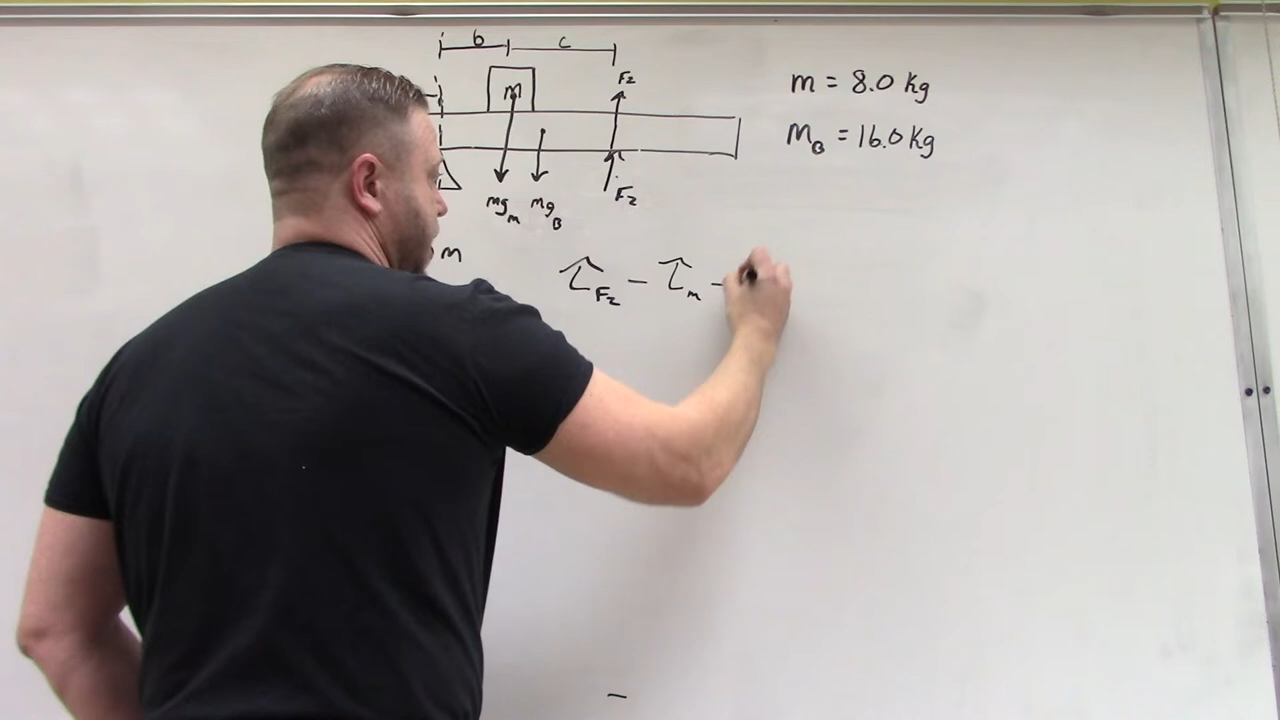 b c
F₂
m
m = 8.0 kg
m_B = 16.0 kg
mg_m mg_B F₂
m
τ_F₂ - τ_m -